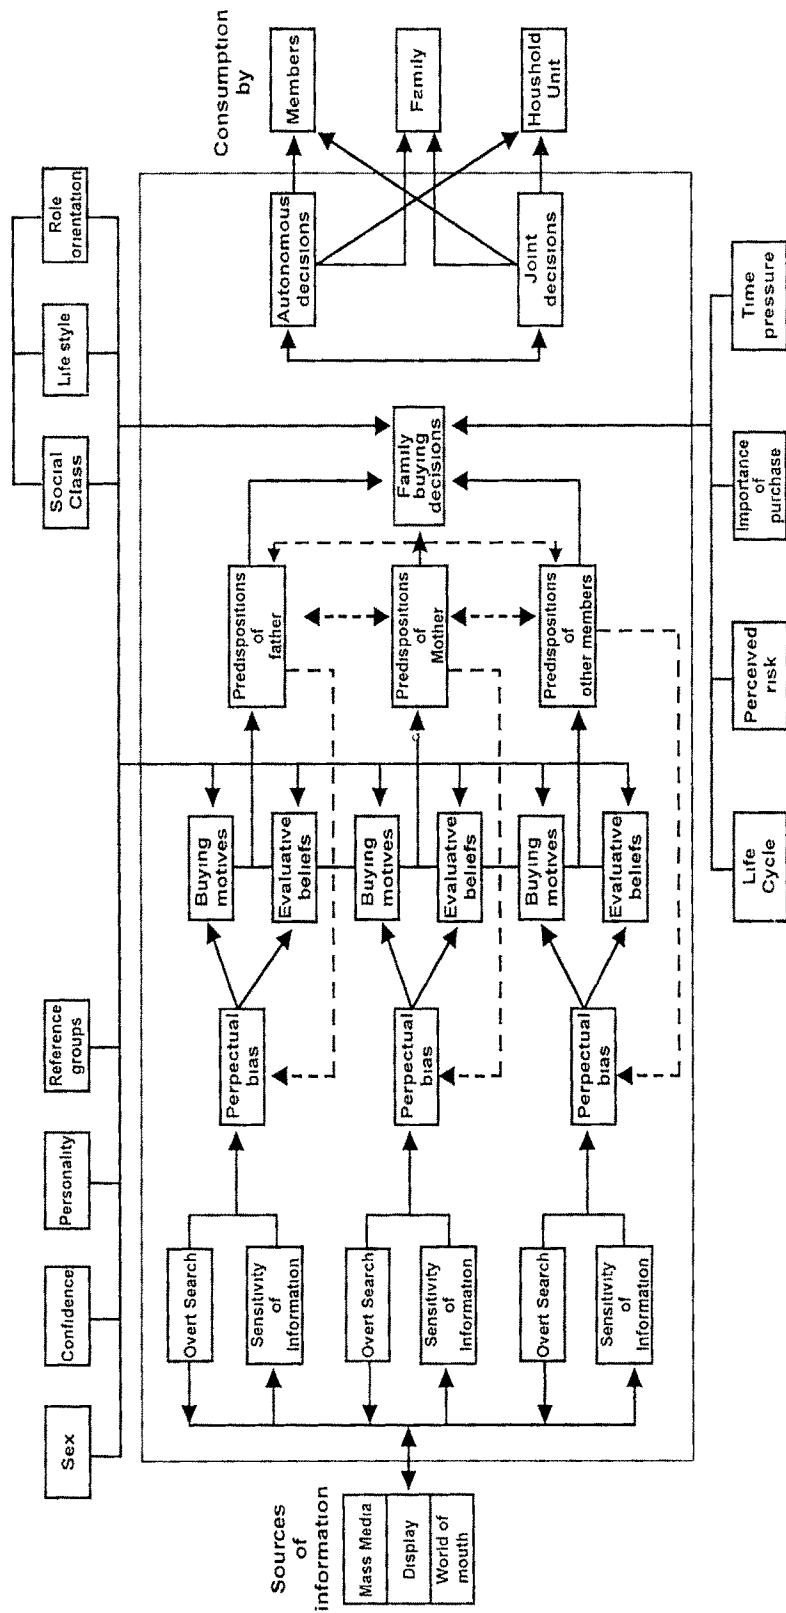 Sex
Confidence
Personality
Reference
groups
Social
Class
Life style
Role
orientation
Sources
of
information
Mass Media
Display
World of
mouth
Overt Search
Sensitivity
of
Information
Perpectual
bias
Buying
motives
Evaluative
beliefs
Predispositions
of
father
Overt Search
Sensitivity
of
Information
Perpectual
bias
Buying
motives
Evaluative
beliefs
Predispositions
of
Mother
Overt Search
Sensitivity
of
Information
Perpectual
bias
Buying
motives
Evaluative
beliefs
Predispositions
of
other members
Family
buying
decisions
Autonomous
decisions
Joint
decisions
Consumption
by
Members
Family
Houshold
Unit
Life
Cycle
Perceived
risk
Importance
of
purchase
Time
pressure